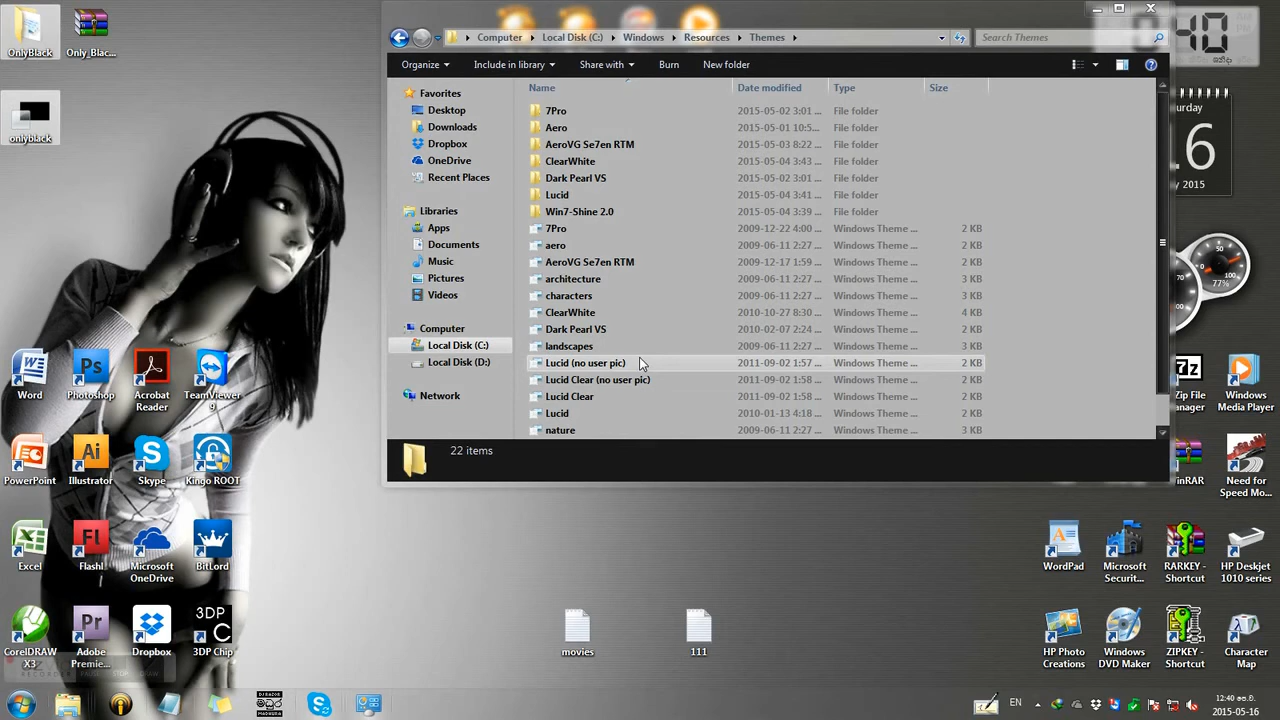 OnlyBlack
Only_Blac...
onlyblack
Computer
Local Disk (C:)
Windows
Resources
Themes
Search Themes
Organize
Include in library
Share with
Burn
New folder
Name
Date modified
Type
Size
Favorites
Desktop
Downloads
Dropbox
OneDrive
Recent Places
Libraries
Apps
Documents
Music
Pictures
Videos
Computer
Local Disk (C:)
Local Disk (D:)
Network
7Pro 2015-05-02 3:01 ... File folder
Aero 2015-05-01 10:5... File folder
AeroVG Se7en RTM 2015-05-03 8:22 ... File folder
ClearWhite 2015-05-04 3:43 ... File folder
Dark Pearl VS 2015-05-02 3:01 ... File folder
Lucid 2015-05-04 3:41 ... File folder
Win7-Shine 2.0 2015-05-04 3:39 ... File folder
7Pro 2009-12-22 4:00 ... Windows Theme ... 2 KB
aero 2009-06-11 2:27 ... Windows Theme ... 2 KB
AeroVG Se7en RTM 2009-12-17 1:59 ... Windows Theme ... 2 KB
architecture 2009-06-11 2:27 ... Windows Theme ... 3 KB
characters 2009-06-11 2:27 ... Windows Theme ... 3 KB
ClearWhite 2010-10-27 8:30 ... Windows Theme ... 4 KB
Dark Pearl VS 2010-02-07 2:24 ... Windows Theme ... 2 KB
landscapes 2009-06-11 2:27 ... Windows Theme ... 3 KB
Lucid (no user pic) 2011-09-02 1:57 ... Windows Theme ... 2 KB
Lucid Clear (no user pic) 2011-09-02 1:58 ... Windows Theme ... 2 KB
Lucid Clear 2011-09-02 1:58 ... Windows Theme ... 2 KB
Lucid 2010-01-13 4:18 ... Windows Theme ... 2 KB
nature 2009-06-11 2:27 ... Windows Theme ... 3 KB
22 items
:40
6
2015
50
70
100
77%
Word
Photoshop
Acrobat
Reader
TeamViewer
9
PowerPoint
Illustrator
Skype
Kingo ROOT
Excel
Flash
Microsoft
OneDrive
BitLord
CorelDRAW
X3
Adobe
Premie...
Dropbox
3DP Chip
RECORDER
PAUSE
STOP
DRAW
movies
111
7z
Zip File
Windows
Media Player
Need for
Speed Mo...
WordPad
Microsoft
Securit...
RARKEY -
Shortcut
HP Deskjet
1010 series
HP Photo
Creations
Windows
DVD Maker
ZIPKEY -
Shortcut
Character
Map
EN
12:40
2015-05-16